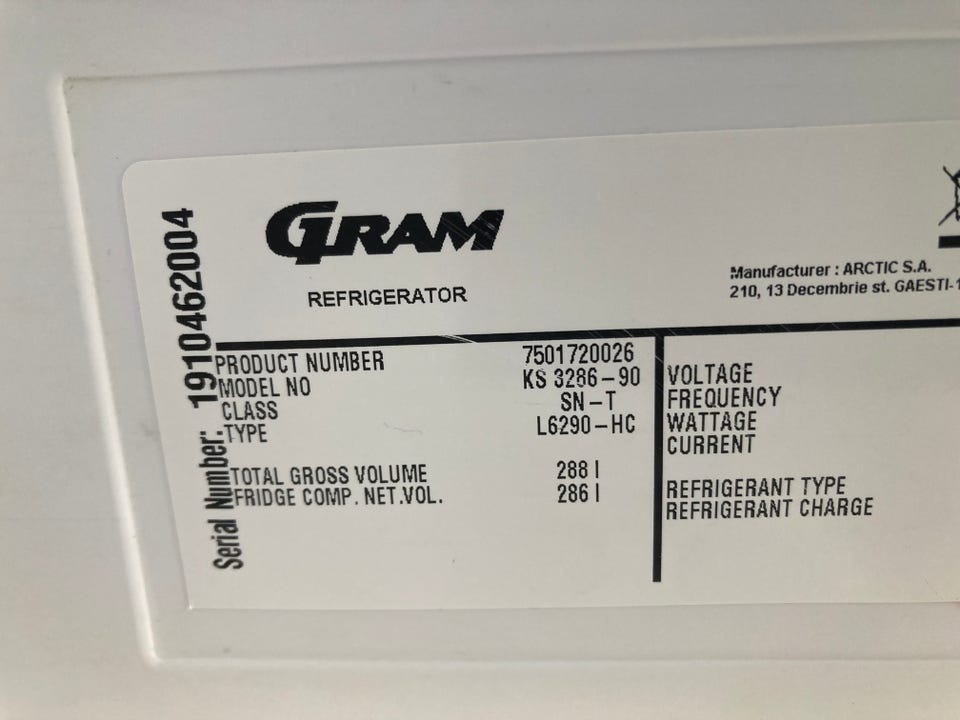 GRAM
REFRIGERATOR
Manufacturer : ARCTIC S.A.
210, 13 Decembrie st. GAESTI-1
Serial Number: 1910462004
PRODUCT NUMBER 7501720026
MODEL NO KS 3286-90
CLASS SN-T
TYPE L6290-HC
TOTAL GROSS VOLUME 288 l
FRIDGE COMP. NET.VOL. 286 l
VOLTAGE
FREQUENCY
WATTAGE
CURRENT
REFRIGERANT TYPE
REFRIGERANT CHARGE